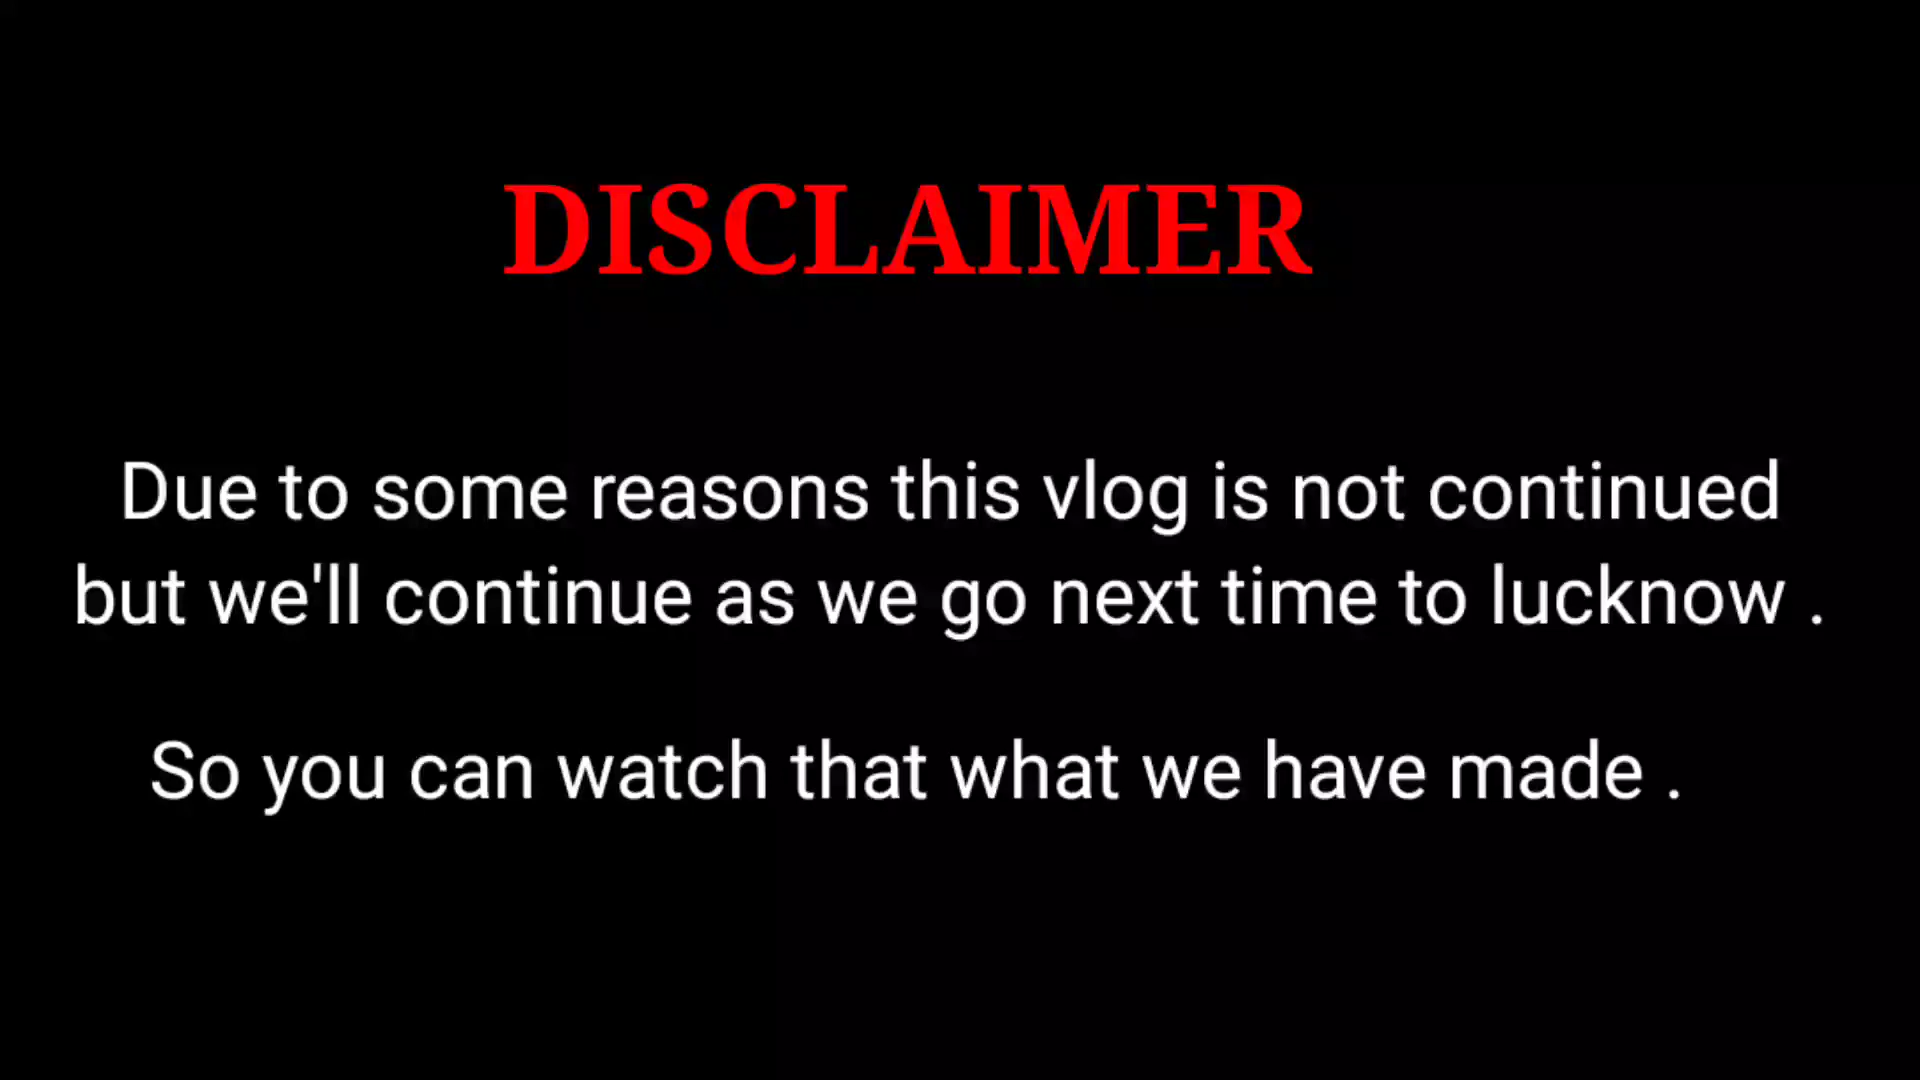 DISCLAIMER
Due to some reasons this vlog is not continued
but we'll continue as we go next time to lucknow .
So you can watch that what we have made .